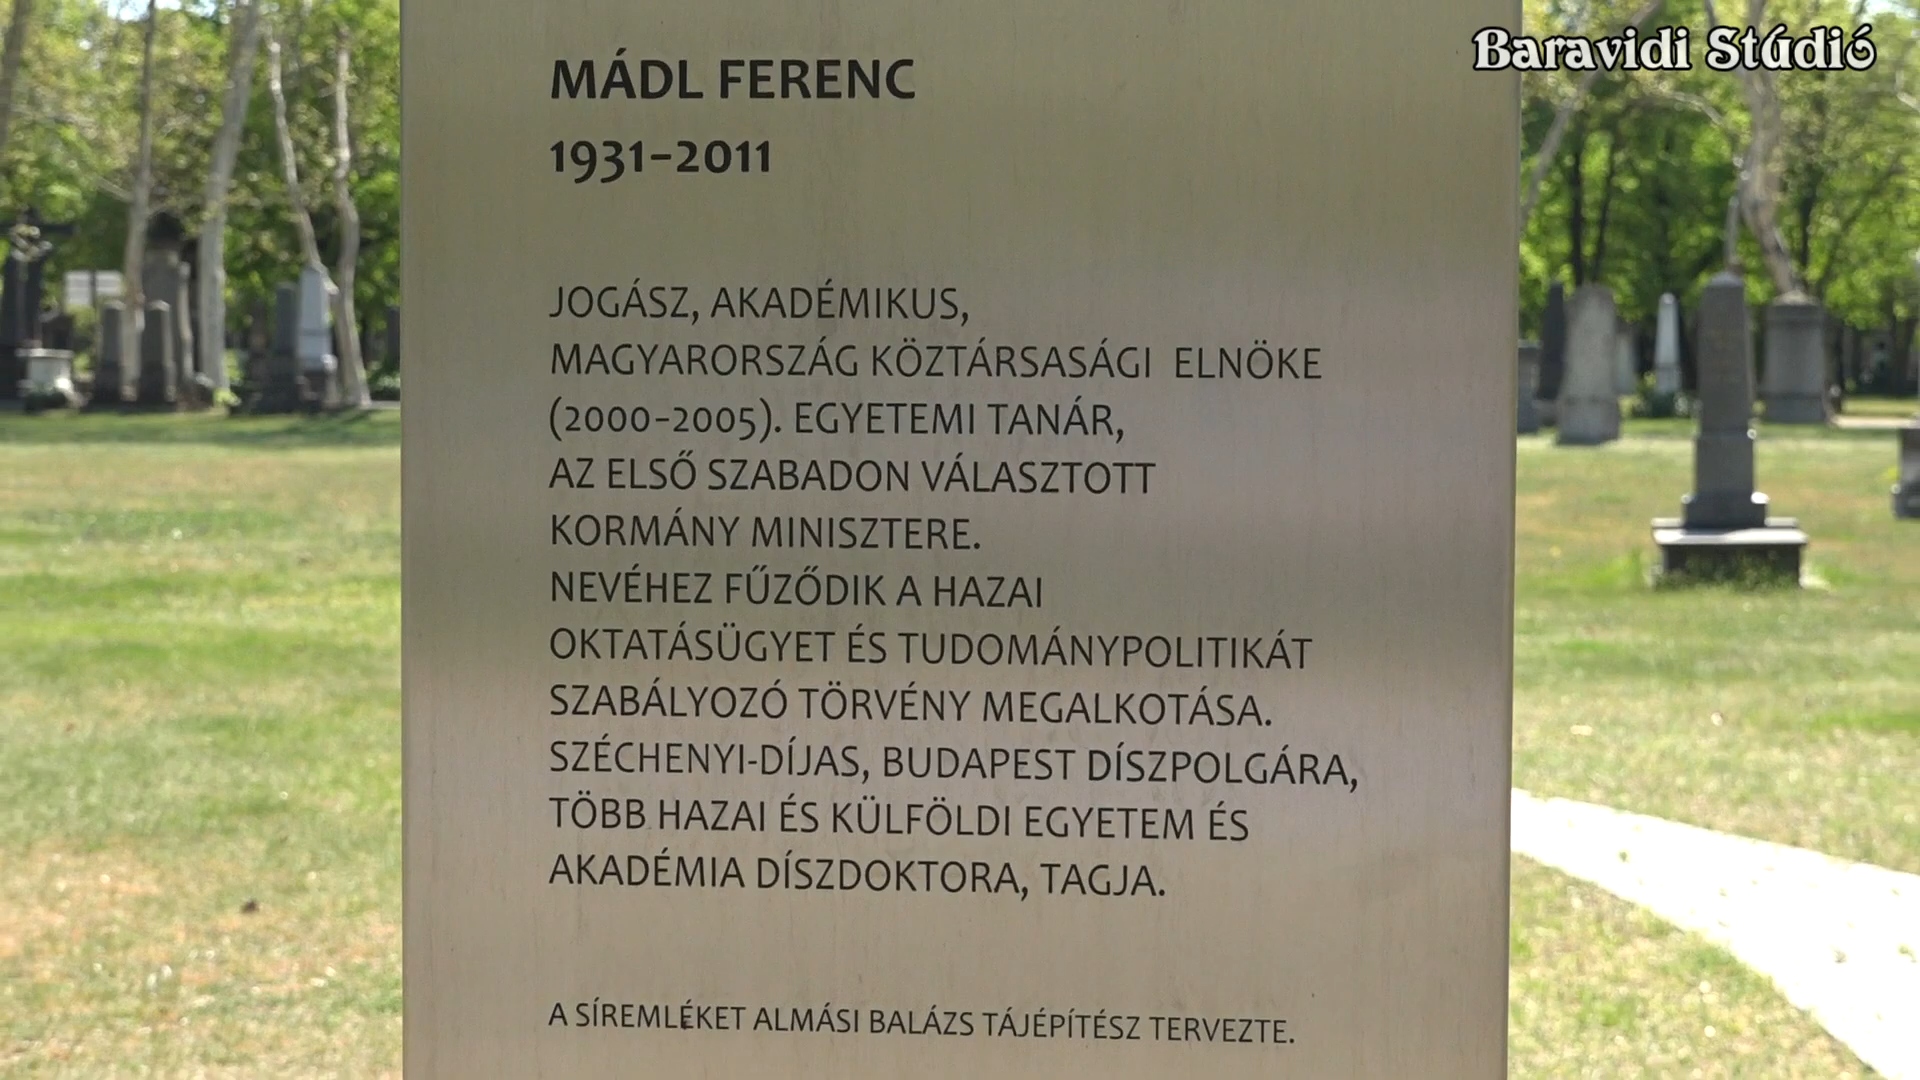 Baravidi Stúdió
MÁDL FERENC
1931-2011
JOGÁSZ, AKADÉMIKUS,
MAGYARORSZÁG KÖZTÁRSASÁGI ELNÖKE
(2000-2005). EGYETEMI TANÁR,
AZ ELSŐ SZABADON VÁLASZTOTT
KORMÁNY MINISZTERE.
NEVÉHEZ FŰZŐDIK A HAZAI
OKTATÁSÜGYET ÉS TUDOMÁNYPOLITIKÁT
SZABÁLYOZÓ TÖRVÉNY MEGALKOTÁSA.
SZÉCHENYI-DÍJAS, BUDAPEST DÍSZPOLGÁRA,
TÖBB HAZAI ÉS KÜLFÖLDI EGYETEM ÉS
AKADÉMIA DÍSZDOKTORA, TAGJA.
A SÍREMLÉKET ALMÁSI BALÁZS TÁJÉPÍTÉSZ TERVEZTE.